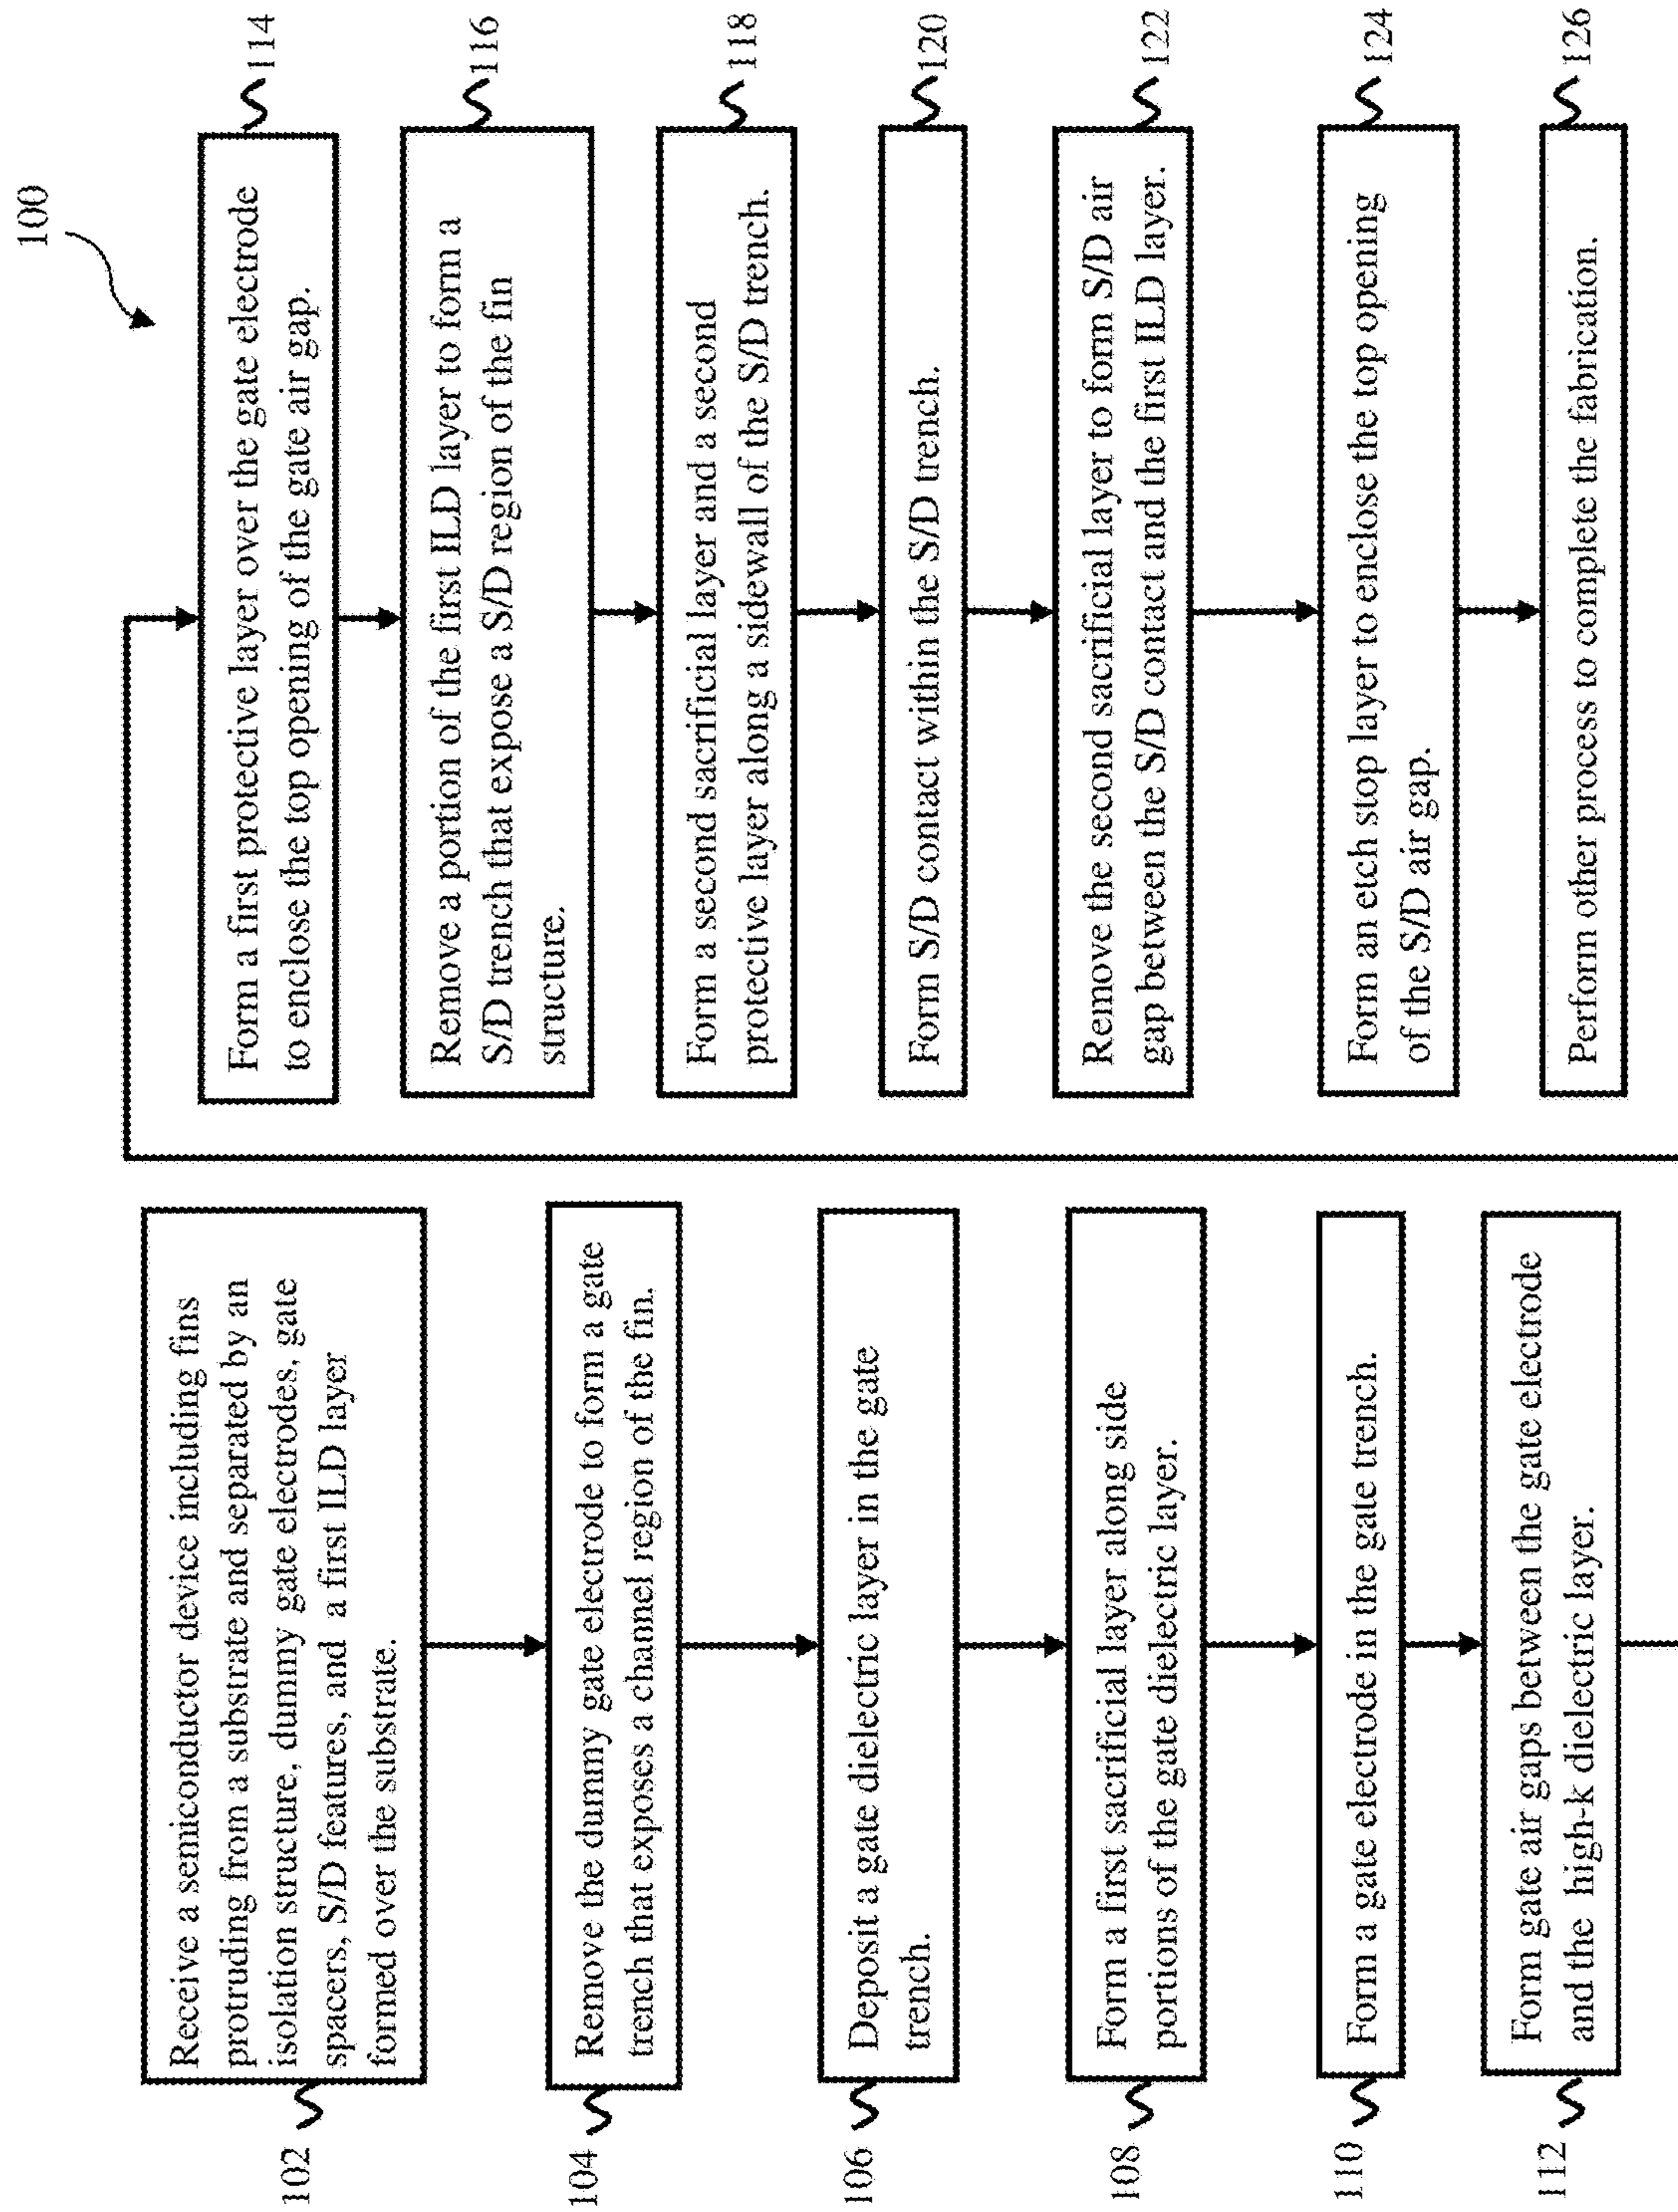 100
102
Receive a semiconductor device including fins
protruding from a substrate and separated by an
isolation structure, dummy gate electrodes, gate
spacers, S/D features, and a first ILD layer
formed over the substrate.
104
Remove the dummy gate electrode to form a gate
trench that exposes a channel region of the fin.
106
Deposit a gate dielectric layer in the gate
trench.
108
Form a first sacrificial layer along side
portions of the gate dielectric layer.
110
Form a gate electrode in the gate trench.
112
Form gate air gaps between the gate electrode
and the high-k dielectric layer.
114
Form a first protective layer over the gate electrode
to enclose the top opening of the gate air gap.
116
Remove a portion of the first ILD layer to form a
S/D trench that expose a S/D region of the fin
structure.
118
Form a second sacrificial layer and a second
protective layer along a sidewall of the S/D trench.
120
Form S/D contact within the S/D trench.
122
Remove the second sacrificial layer to form S/D air
gap between the S/D contact and the first ILD layer.
124
Form an etch stop layer to enclose the top opening
of the S/D air gap.
126
Perform other process to complete the fabrication.